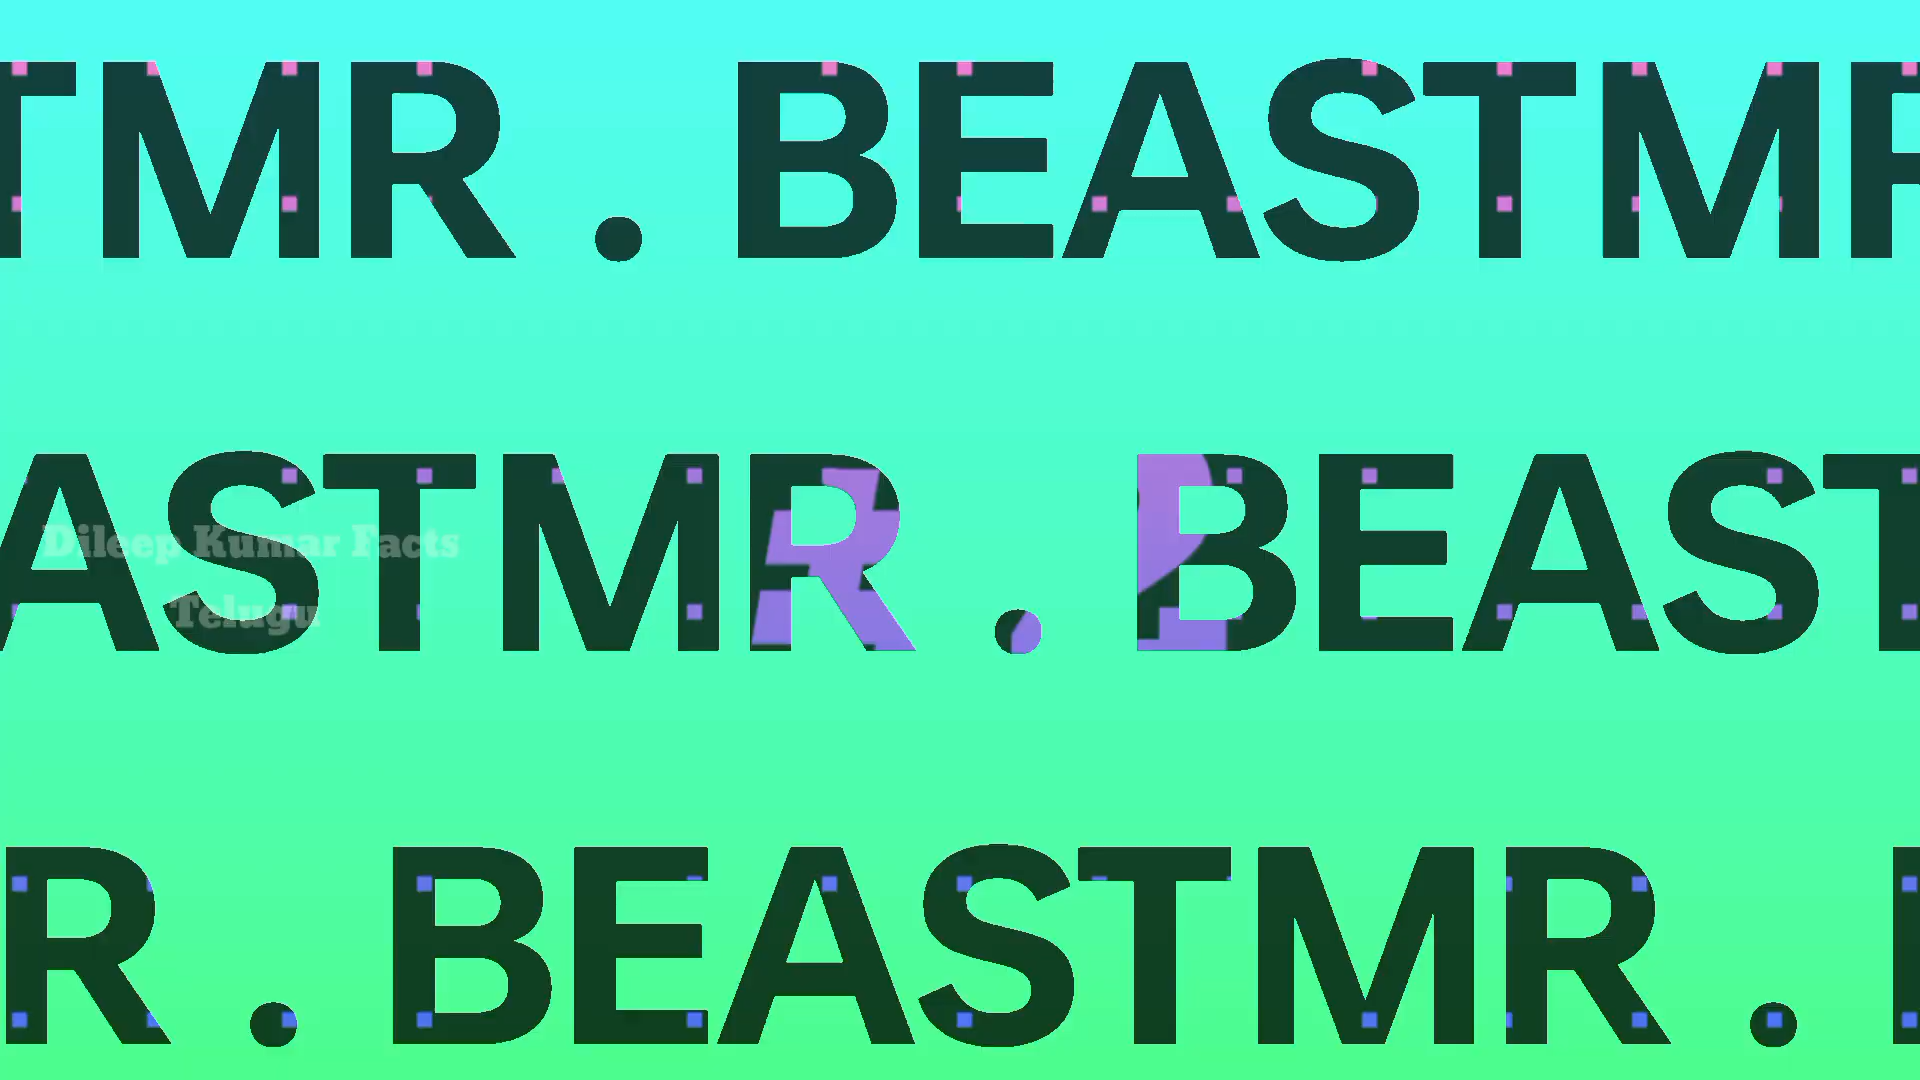 TMR . BEASTMR
ASTMR . BEAST
Dileep Kumar Facts
Telugu
R . BEASTMR .